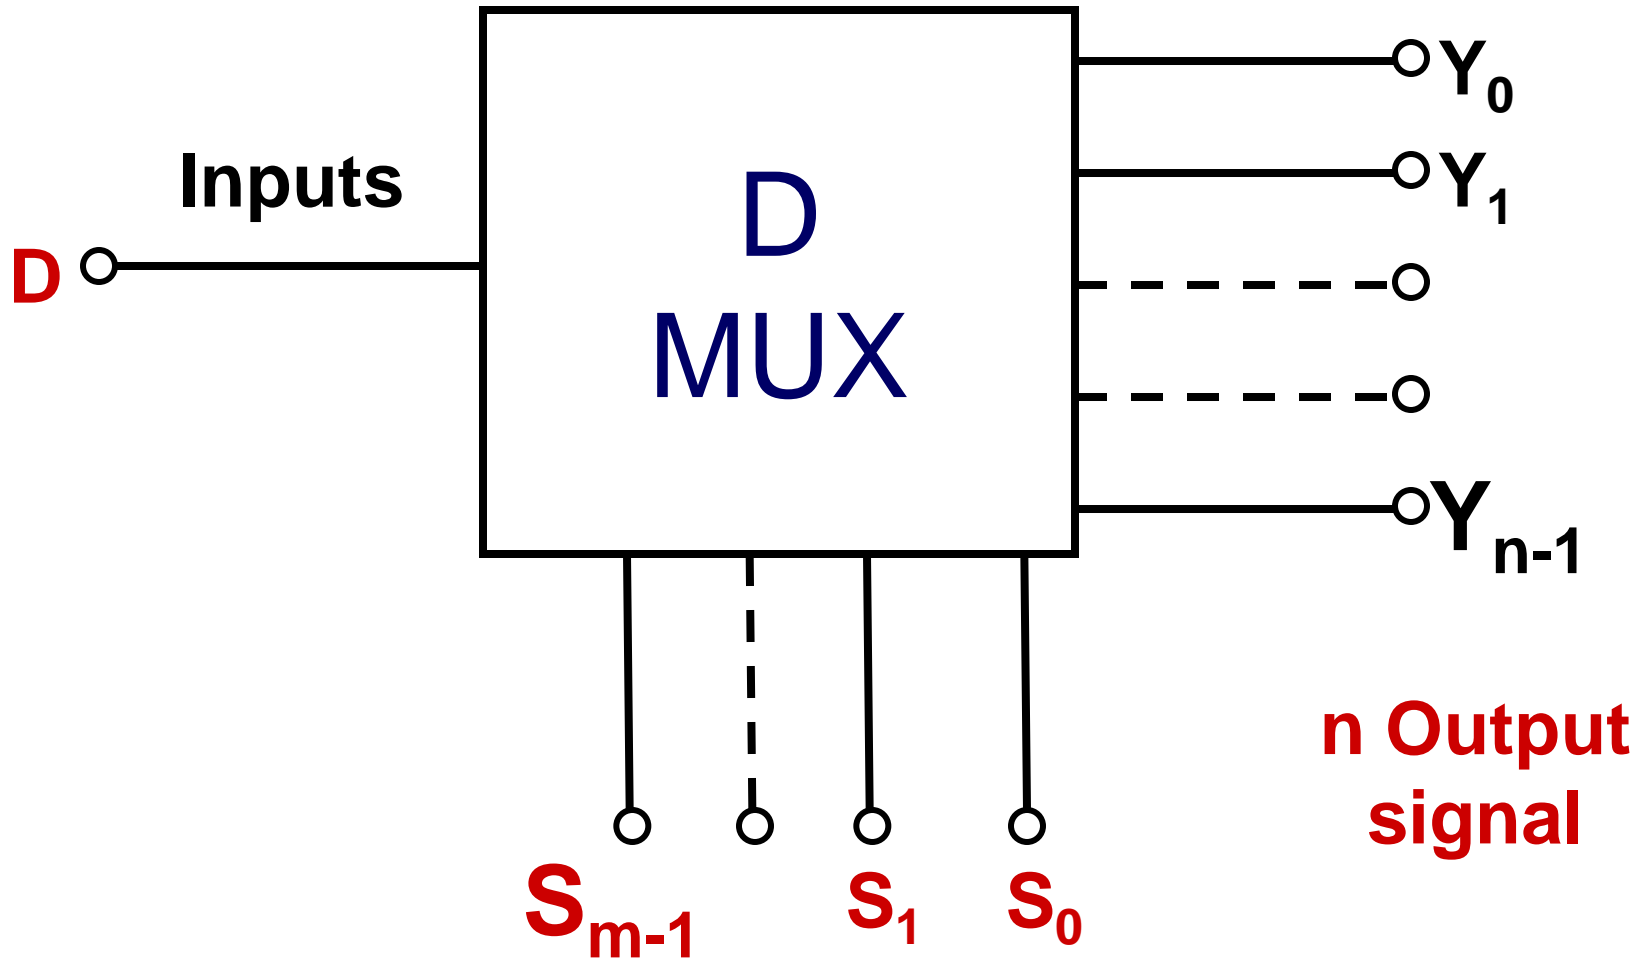 Inputs
D
D
MUX
Y0
Y1
Yn-1
n Output
signal
Sm-1
S1
S0